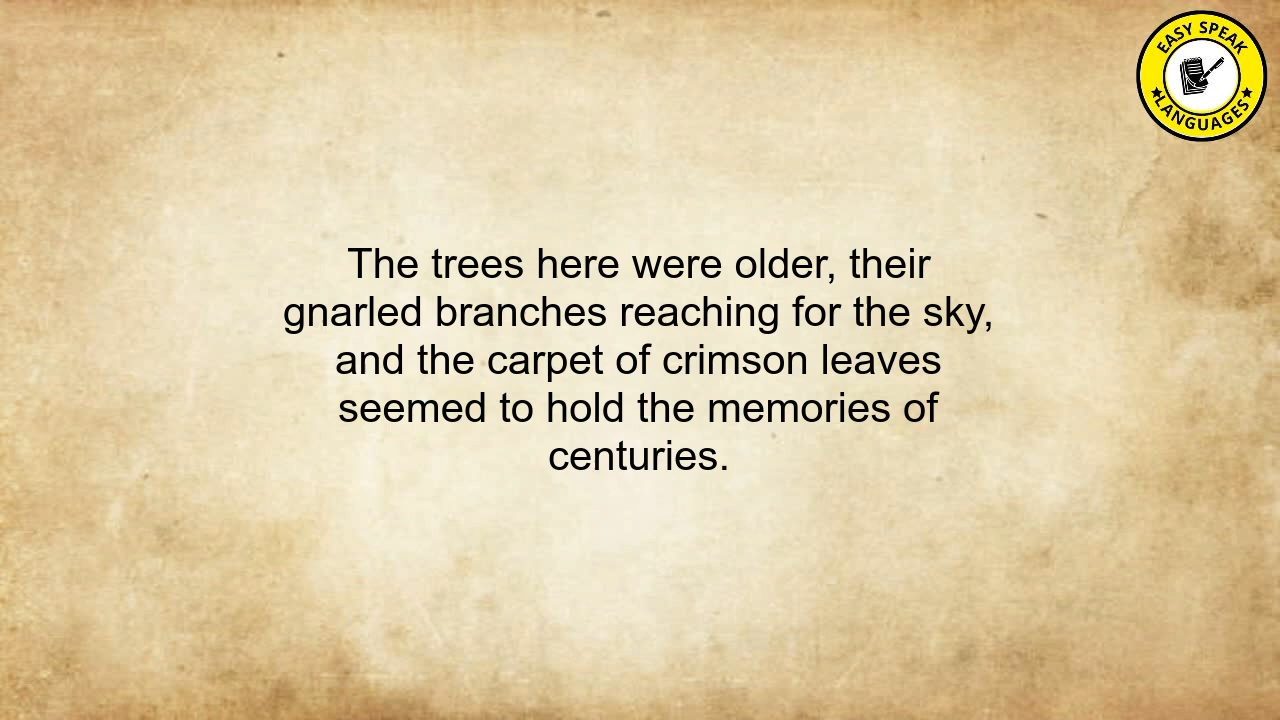 EASY SPEAK
LANGUAGES
The trees here were older, their
gnarled branches reaching for the sky,
and the carpet of crimson leaves
seemed to hold the memories of
centuries.